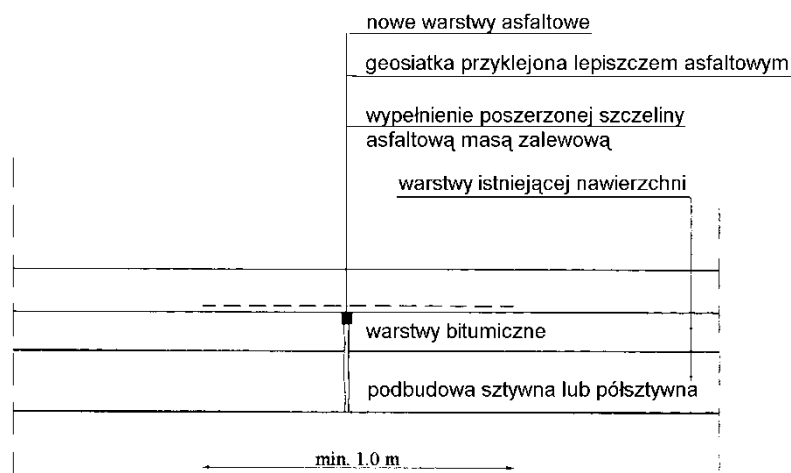 nowe warstwy asfaltowe
geosiatka przyklejona lepiszczem asfaltowym
wypełnienie poszerzonej szczeliny
asfaltową masą zalewową
warstwy istniejącej nawierzchni
warstwy bitumiczne
podbudowa sztywna lub półsztywna
min. 1.0 m